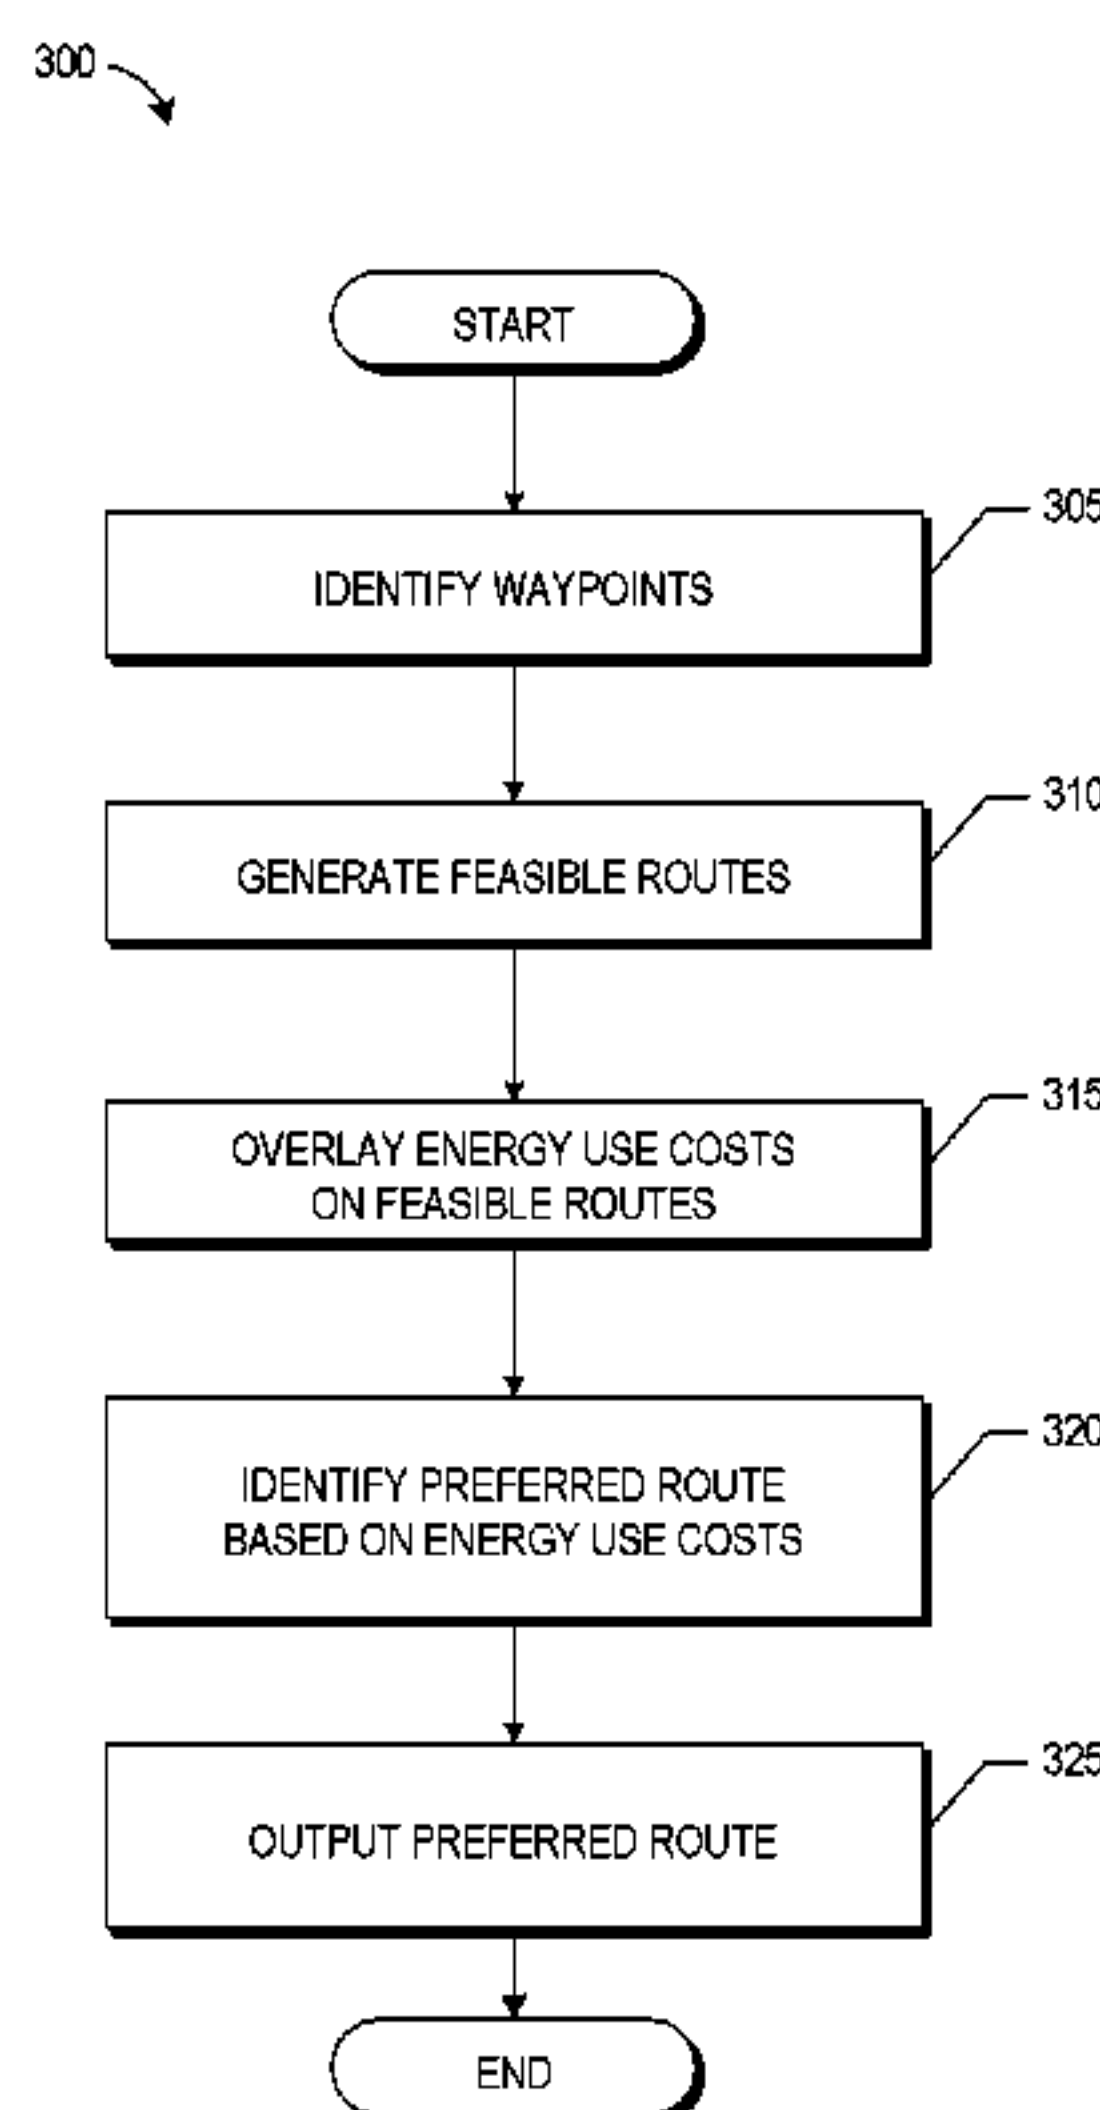 300
START
305
IDENTIFY WAYPOINTS
310
GENERATE FEASIBLE ROUTES
315
OVERLAY ENERGY USE COSTS
ON FEASIBLE ROUTES
320
IDENTIFY PREFERRED ROUTE
BASED ON ENERGY USE COSTS
325
OUTPUT PREFERRED ROUTE
END